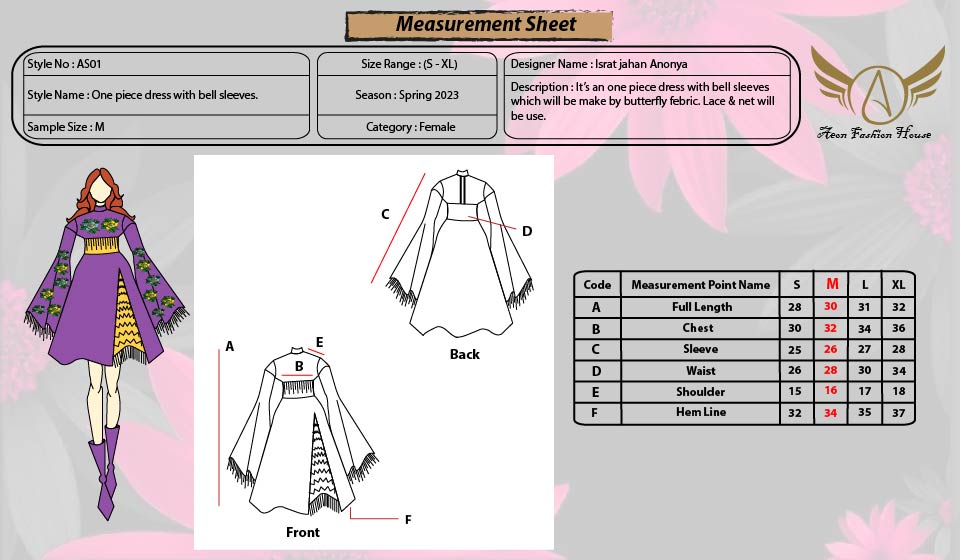 Measurement Sheet
Style No : AS01
Style Name : One piece dress with bell sleeves.
Sample Size : M
Size Range : (S - XL)
Season : Spring 2023
Category : Female
Designer Name : Israt jahan Anonya
Description : It's an one piece dress with bell sleeves
which will be make by butterfly febric. Lace & net will
be use.
Aeon Fashion House
C
D
Back
A
E
B
F
Front
Code Measurement Point Name S M L XL
A Full Length 28 30 31 32
B Chest 30 32 34 36
C Sleeve 25 26 27 28
D Waist 26 28 30 34
E Shoulder 15 16 17 18
F Hem Line 32 34 35 37